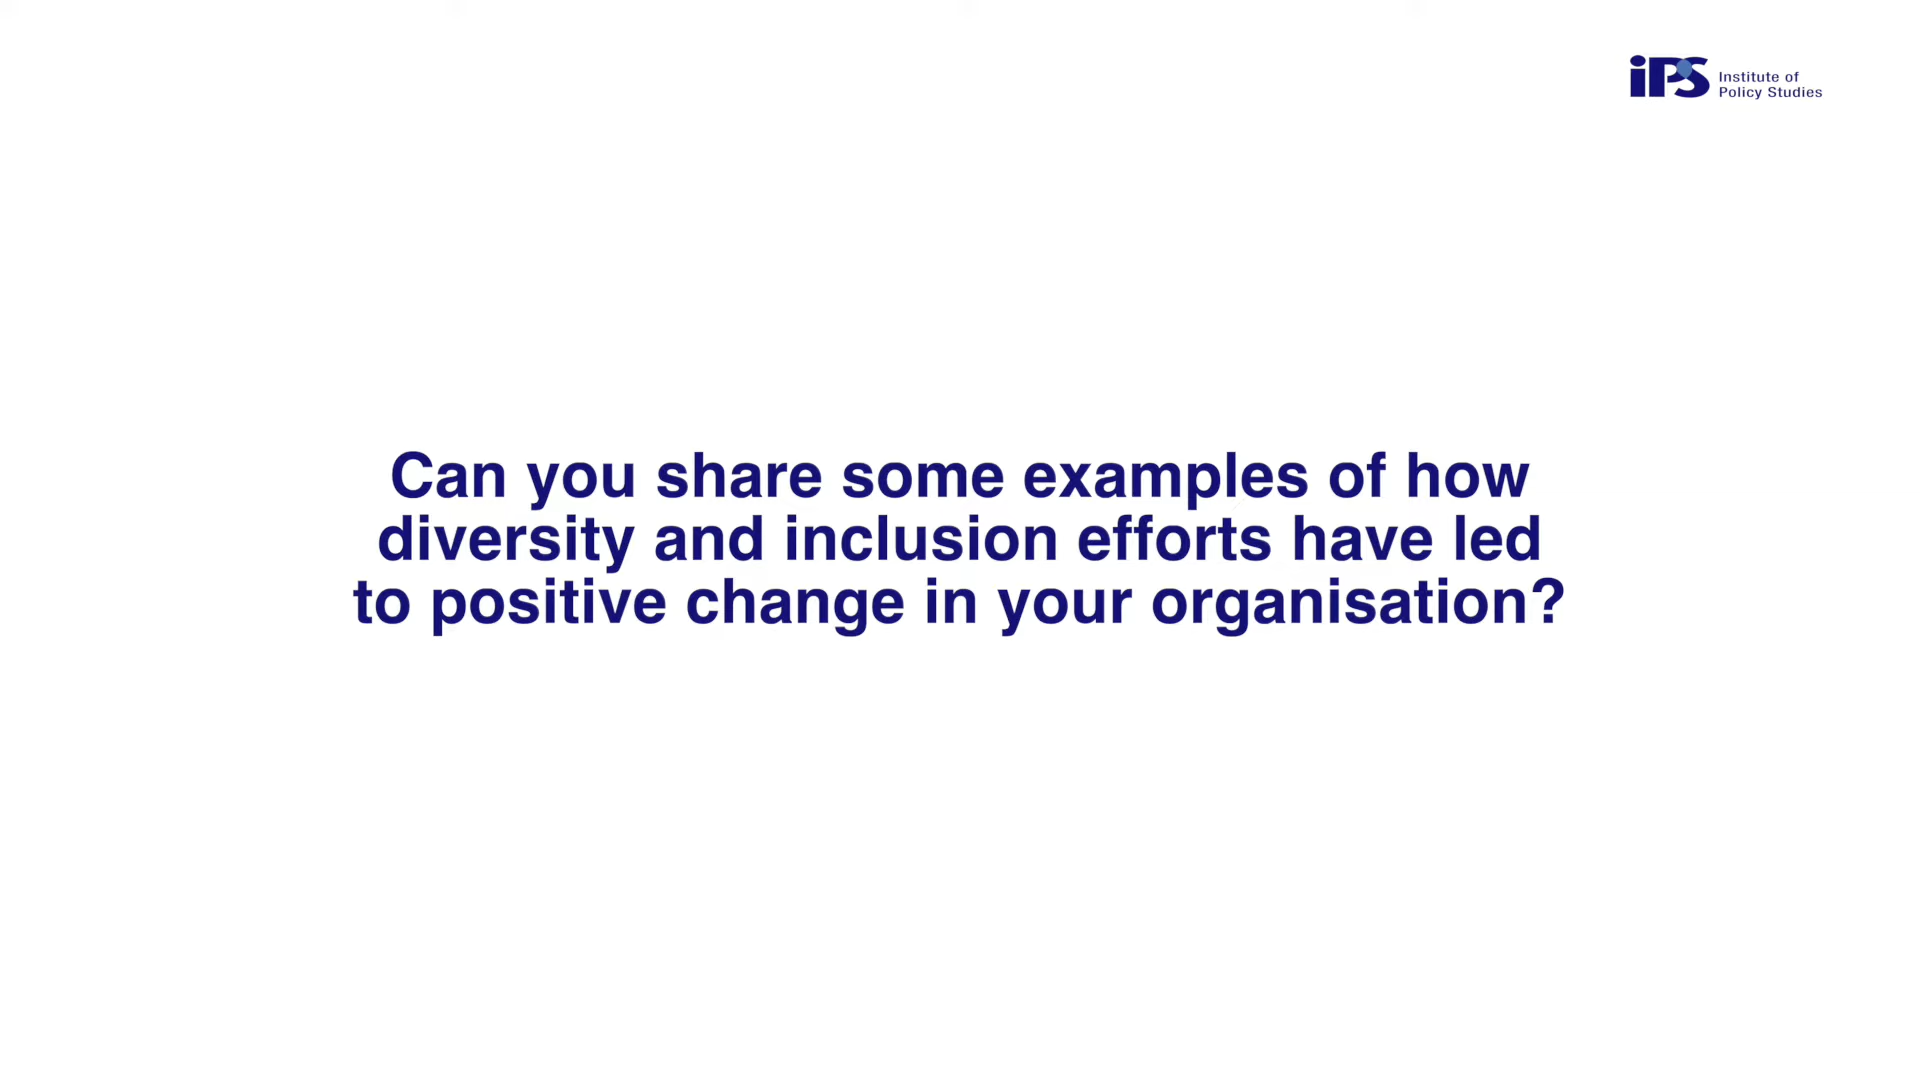 iPS Institute of
Policy Studies
Can you share some examples of how
diversity and inclusion efforts have led
to positive change in your organisation?